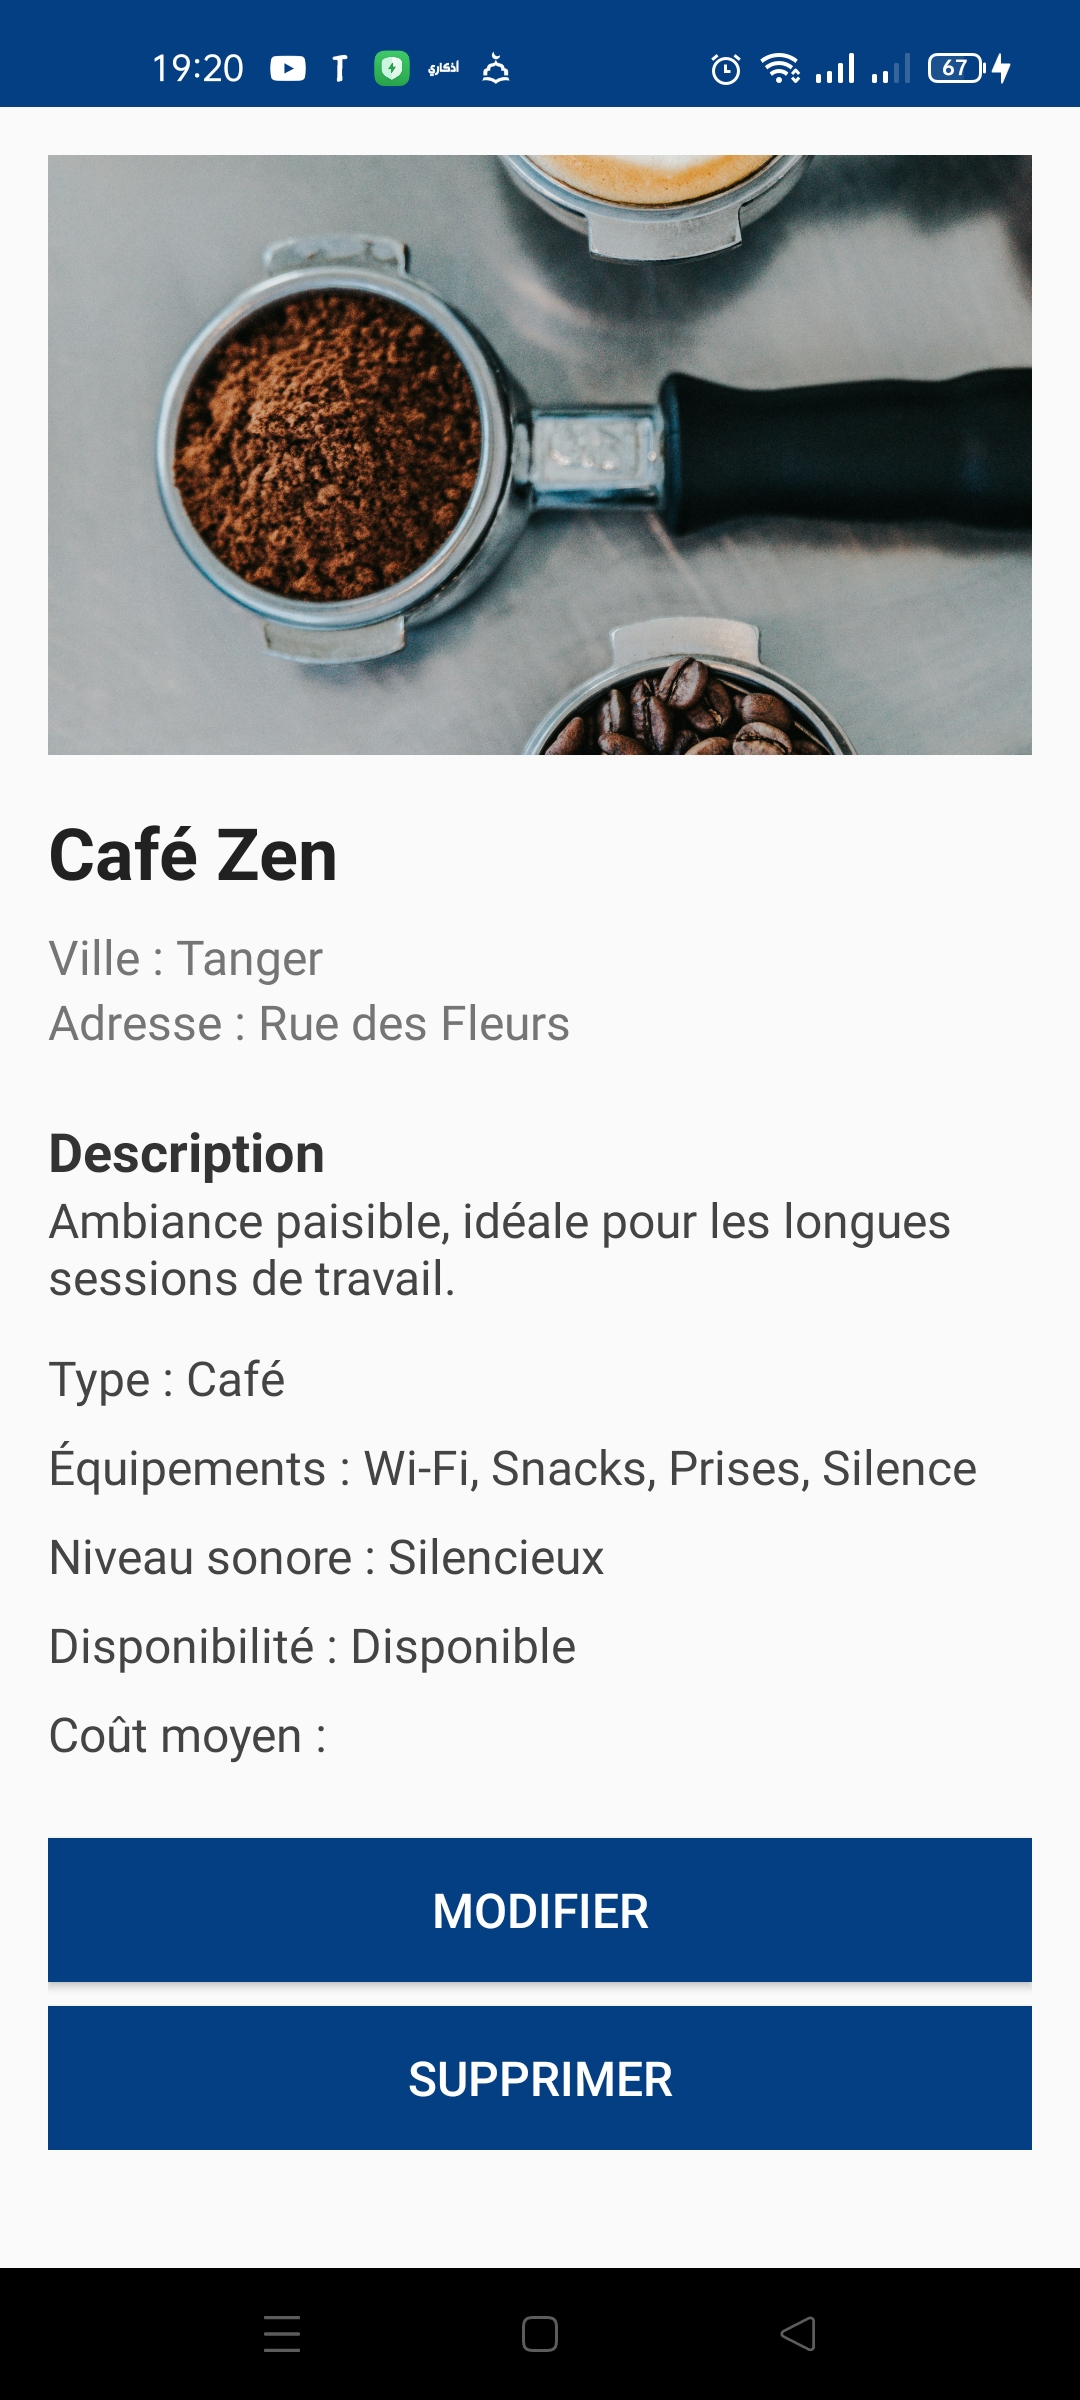 19:20 أذكاري 67
Café Zen
Ville : Tanger
Adresse : Rue des Fleurs
Description
Ambiance paisible, idéale pour les longues
sessions de travail.
Type : Café
Équipements : Wi-Fi, Snacks, Prises, Silence
Niveau sonore : Silencieux
Disponibilité : Disponible
Coût moyen :
MODIFIER
SUPPRIMER